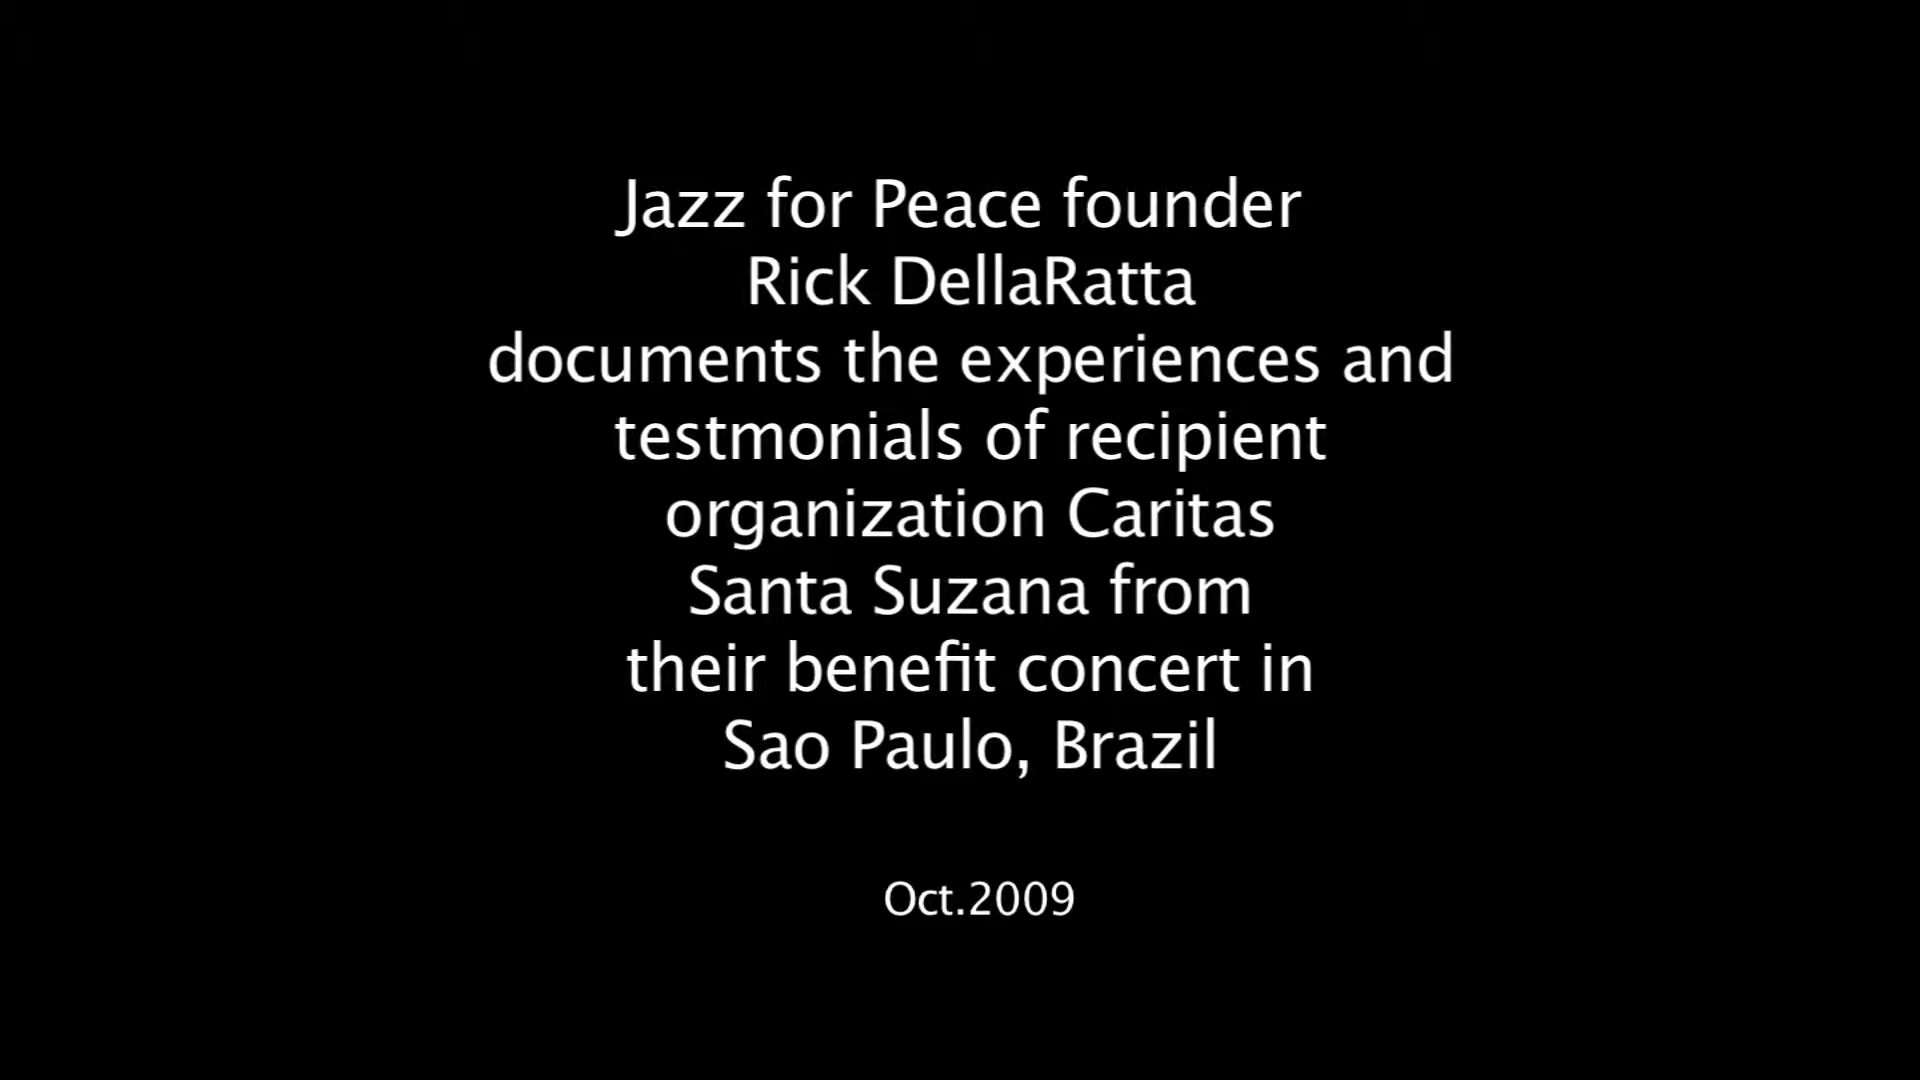 Jazz for Peace founder
Rick DellaRatta
documents the experiences and
testmonials of recipient
organization Caritas
Santa Suzana from
their benefit concert in
Sao Paulo, Brazil
Oct.2009